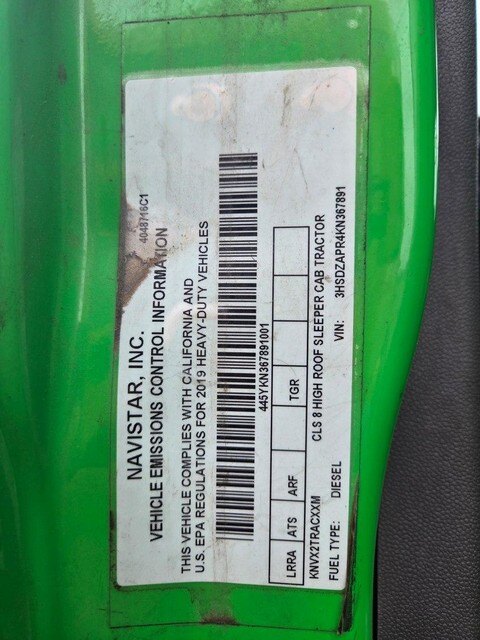 4048716C1
NAVISTAR, INC.
VEHICLE EMISSIONS CONTROL INFORMATION
THIS VEHICLE COMPLIES WITH CALIFORNIA AND
U.S. EPA REGULATIONS FOR 2019 HEAVY-DUTY VEHICLES
445YKN367891001
LRRA ATS ARF TGR
KNVX2TRACXXM CLS 8 HIGH ROOF SLEEPER CAB TRACTOR
FUEL TYPE: DIESEL VIN: 3HSDZAPR4KN367891